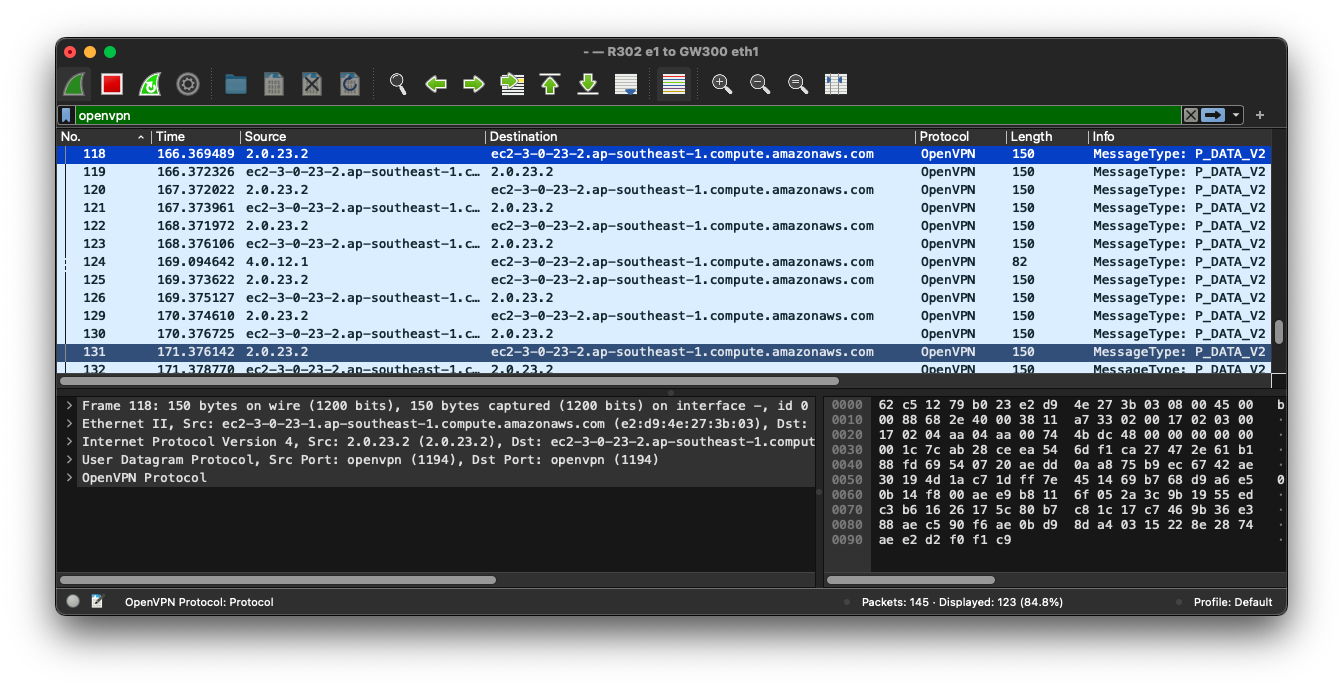 - — R302 e1 to GW300 eth1
openvpn
No. Time Source Destination Protocol Length Info
118 166.369489 2.0.23.2 ec2-3-0-23-2.ap-southeast-1.compute.amazonaws.com OpenVPN 150 MessageType: P_DATA_V2
119 166.372326 ec2-3-0-23-2.ap-southeast-1.c… 2.0.23.2 OpenVPN 150 MessageType: P_DATA_V2
120 167.372022 2.0.23.2 ec2-3-0-23-2.ap-southeast-1.compute.amazonaws.com OpenVPN 150 MessageType: P_DATA_V2
121 167.373961 ec2-3-0-23-2.ap-southeast-1.c… 2.0.23.2 OpenVPN 150 MessageType: P_DATA_V2
122 168.371972 2.0.23.2 ec2-3-0-23-2.ap-southeast-1.compute.amazonaws.com OpenVPN 150 MessageType: P_DATA_V2
123 168.376106 ec2-3-0-23-2.ap-southeast-1.c… 2.0.23.2 OpenVPN 150 MessageType: P_DATA_V2
124 169.094642 4.0.12.1 ec2-3-0-23-2.ap-southeast-1.compute.amazonaws.com OpenVPN 82 MessageType: P_DATA_V2
125 169.373622 2.0.23.2 ec2-3-0-23-2.ap-southeast-1.compute.amazonaws.com OpenVPN 150 MessageType: P_DATA_V2
126 169.375127 ec2-3-0-23-2.ap-southeast-1.c… 2.0.23.2 OpenVPN 150 MessageType: P_DATA_V2
129 170.374610 2.0.23.2 ec2-3-0-23-2.ap-southeast-1.compute.amazonaws.com OpenVPN 150 MessageType: P_DATA_V2
130 170.376725 ec2-3-0-23-2.ap-southeast-1.c… 2.0.23.2 OpenVPN 150 MessageType: P_DATA_V2
131 171.376142 2.0.23.2 ec2-3-0-23-2.ap-southeast-1.compute.amazonaws.com OpenVPN 150 MessageType: P_DATA_V2
132 171.378770 ec2-3-0-23-2.ap-southeast-1.c… 2.0.23.2 OpenVPN 150 MessageType: P_DATA_V2
Frame 118: 150 bytes on wire (1200 bits), 150 bytes captured (1200 bits) on interface -, id 0
Ethernet II, Src: ec2-3-0-23-1.ap-southeast-1.compute.amazonaws.com (e2:d9:4e:27:3b:03), Dst:
Internet Protocol Version 4, Src: 2.0.23.2 (2.0.23.2), Dst: ec2-3-0-23-2.ap-southeast-1.comput
User Datagram Protocol, Src Port: openvpn (1194), Dst Port: openvpn (1194)
OpenVPN Protocol
0000 62 c5 12 79 b0 23 e2 d9 4e 27 3b 03 08 00 45 00 b
0010 00 88 68 2e 40 00 38 11 a7 33 02 00 17 02 03 00 ·
0020 17 02 04 aa 04 aa 00 74 4b dc 48 00 00 00 00 00 ·
0030 00 1c 7c ab 28 ce ea 54 6d f1 ca 27 47 2e 61 b1 ·
0040 88 fd 69 54 07 20 ae dd 0a a8 75 b9 ec 67 42 ae ·
0050 30 19 4d 1a c7 1d ff 7e 45 14 69 b7 68 d9 a6 e5 0
0060 0b 14 f8 00 ae e9 b8 11 6f 05 2a 3c 9b 19 55 ed ·
0070 c3 b6 16 26 17 5c 80 b7 c8 1c 17 c7 46 9b 36 e3 ·
0080 88 ae c5 90 f6 ae 0b d9 8d a4 03 15 22 8e 28 74 ·
0090 ae e2 d2 f0 f1 c9 ·
OpenVPN Protocol: Protocol
Packets: 145 · Displayed: 123 (84.8%)
Profile: Default